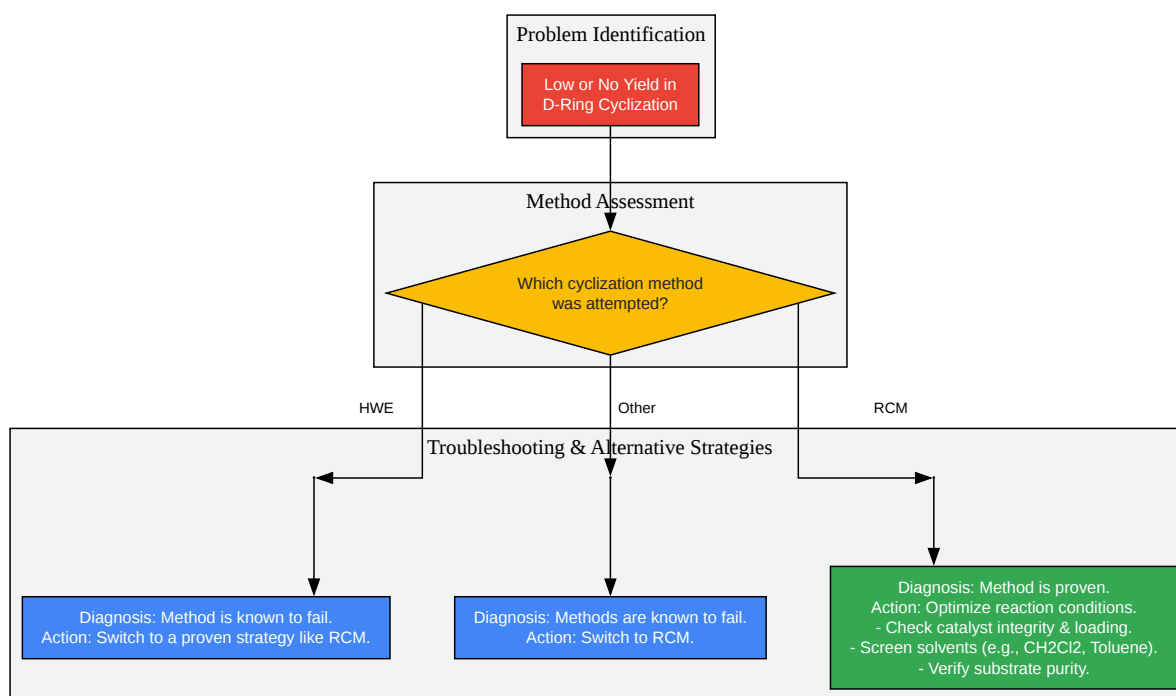 Problem Identification
Low or No Yield in
D-Ring Cyclization
Method Assessment
Which cyclization method
was attempted?
HWE
Other
RCM
Troubleshooting & Alternative Strategies
Diagnosis: Method is known to fail.
Action: Switch to a proven strategy like RCM.
Diagnosis: Methods are known to fail.
Action: Switch to RCM.
Diagnosis: Method is proven.
Action: Optimize reaction conditions.
- Check catalyst integrity & loading.
- Screen solvents (e.g., CH2Cl2, Toluene).
- Verify substrate purity.